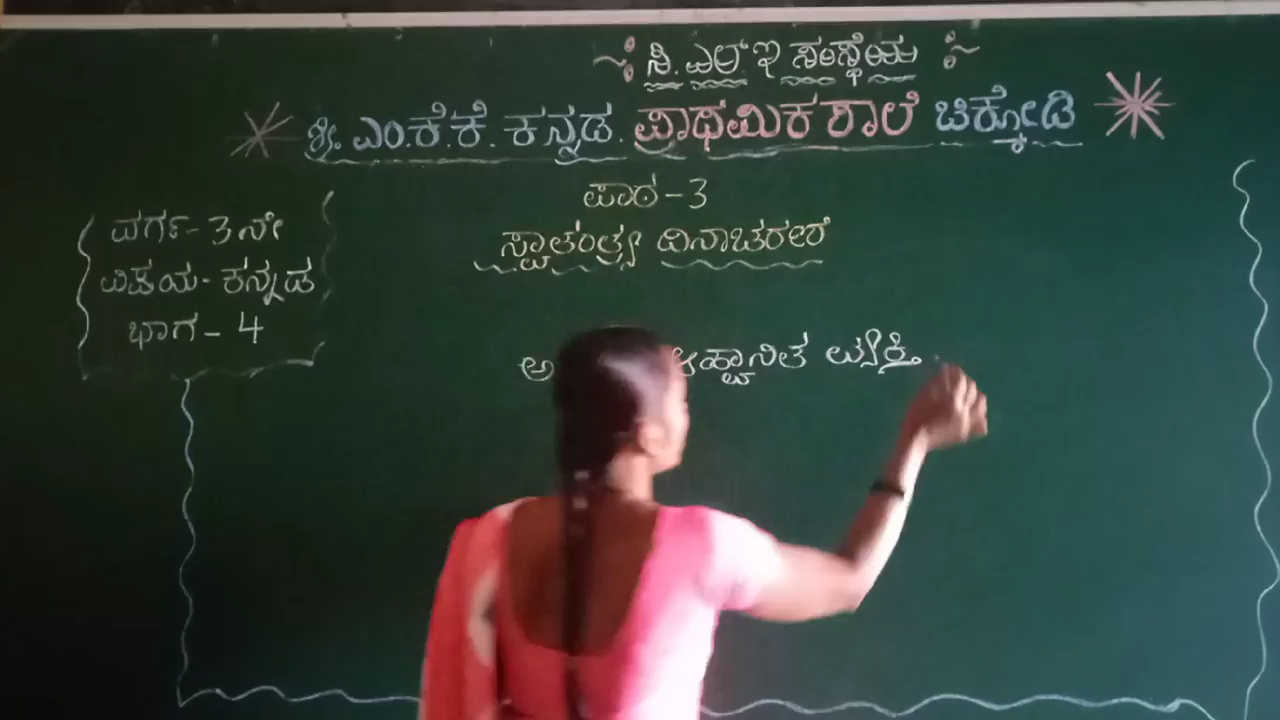 ಸಿ. ಎಲ್. ಇ ಸಂಸ್ಥೆಯ
ಶ್ರೀ. ಎಂ.ಕೆ.ಕೆ. ಕನ್ನಡ. ಪ್ರಾಥಮಿಕ ಶಾಲೆ ಚಿಕ್ಕೋಡಿ
ಪಾಠ-3
ಸ್ವಾತಂತ್ರ್ಯ ದಿನಾಚರಣೆ
ವರ್ಗ- 3ನೇ
ವಿಷಯ- ಕನ್ನಡ
ಭಾಗ- 4
ಆಹ್ವಾನಿತ ವ್ಯಕ್ತಿ